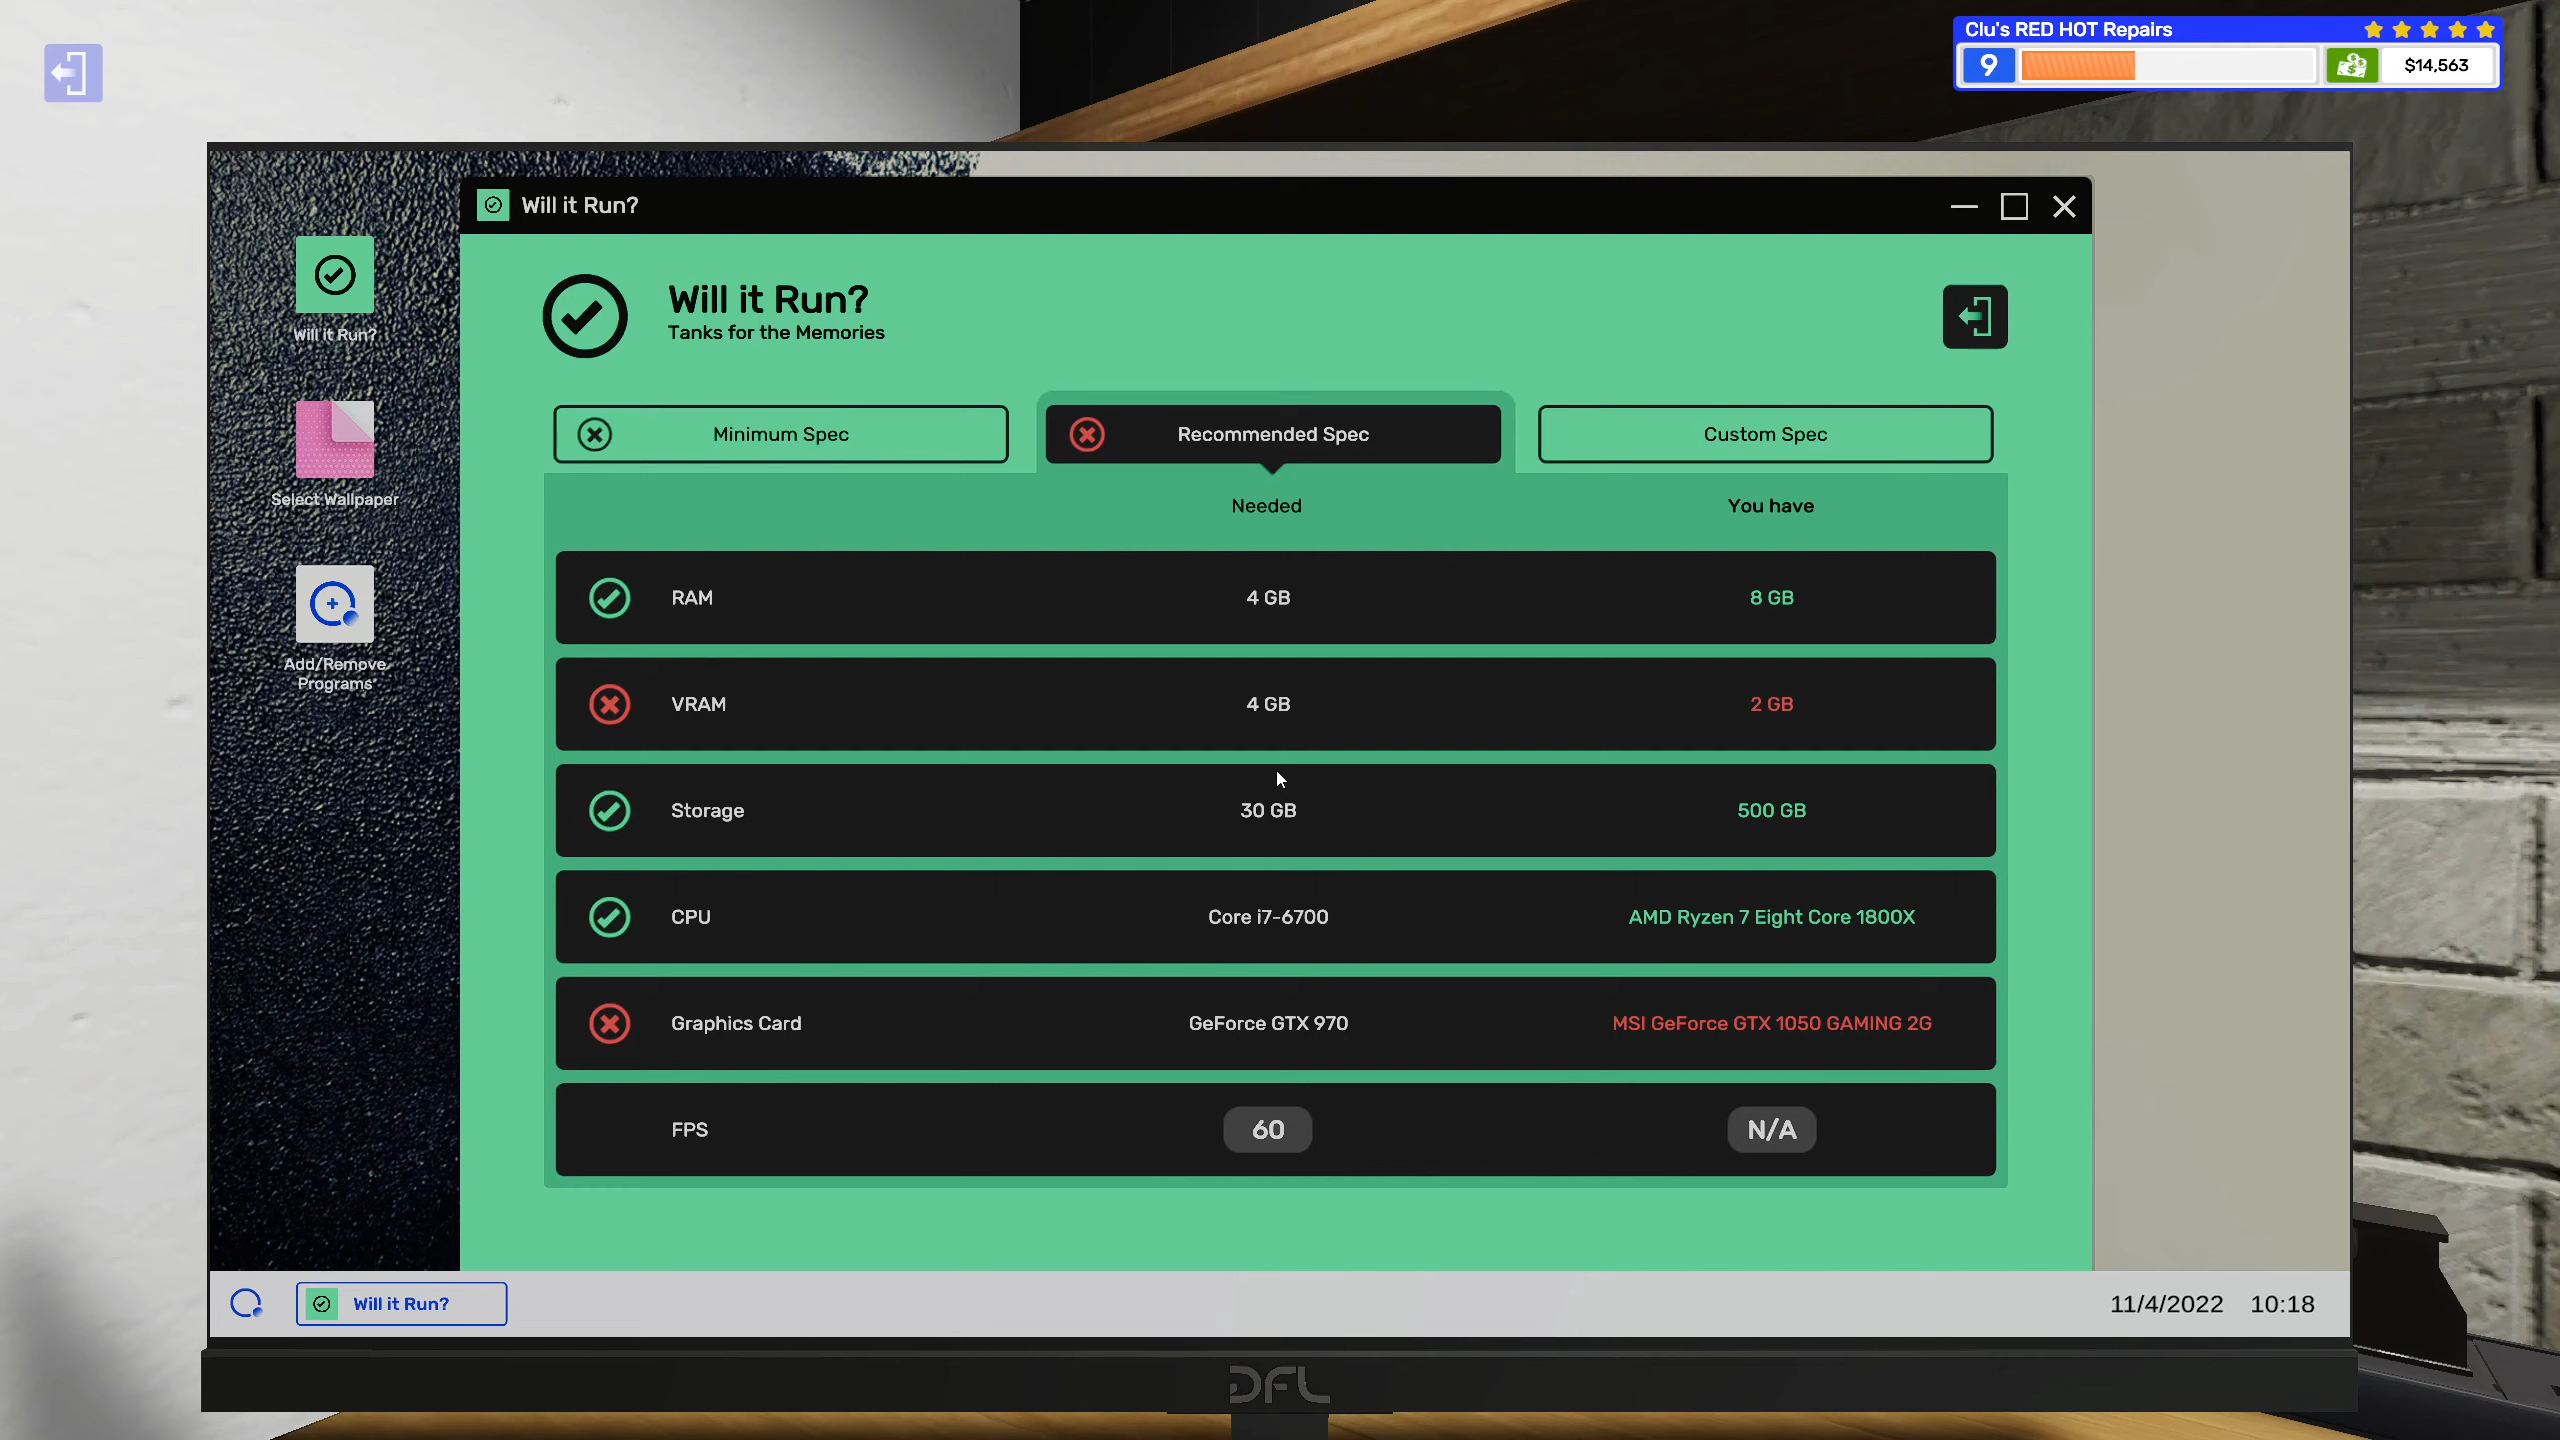 Clu's RED HOT Repairs
9
$14,563
Will it Run?
Will it Run?
Select Wallpaper
Add/Remove
Programs
Will it Run?
Tanks for the Memories
Minimum Spec
Recommended Spec
Custom Spec
Needed
You have
RAM
4 GB
8 GB
VRAM
4 GB
2 GB
Storage
30 GB
500 GB
CPU
Core i7-6700
AMD Ryzen 7 Eight Core 1800X
Graphics Card
GeForce GTX 970
MSI GeForce GTX 1050 GAMING 2G
FPS
60
N/A
Will it Run?
11/4/2022 10:18
DFL